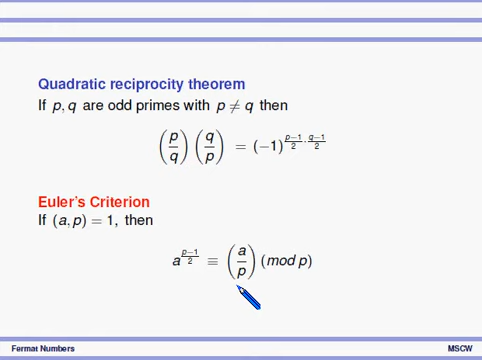 Quadratic reciprocity theorem
If p, q are odd primes with p ≠ q then
(p/q) (q/p) = (−1)^{(p−1)/2 · (q−1)/2}
Euler's Criterion
If (a, p) = 1, then
a^{(p−1)/2} ≡ (a/p) (mod p)
Fermat Numbers MSCW